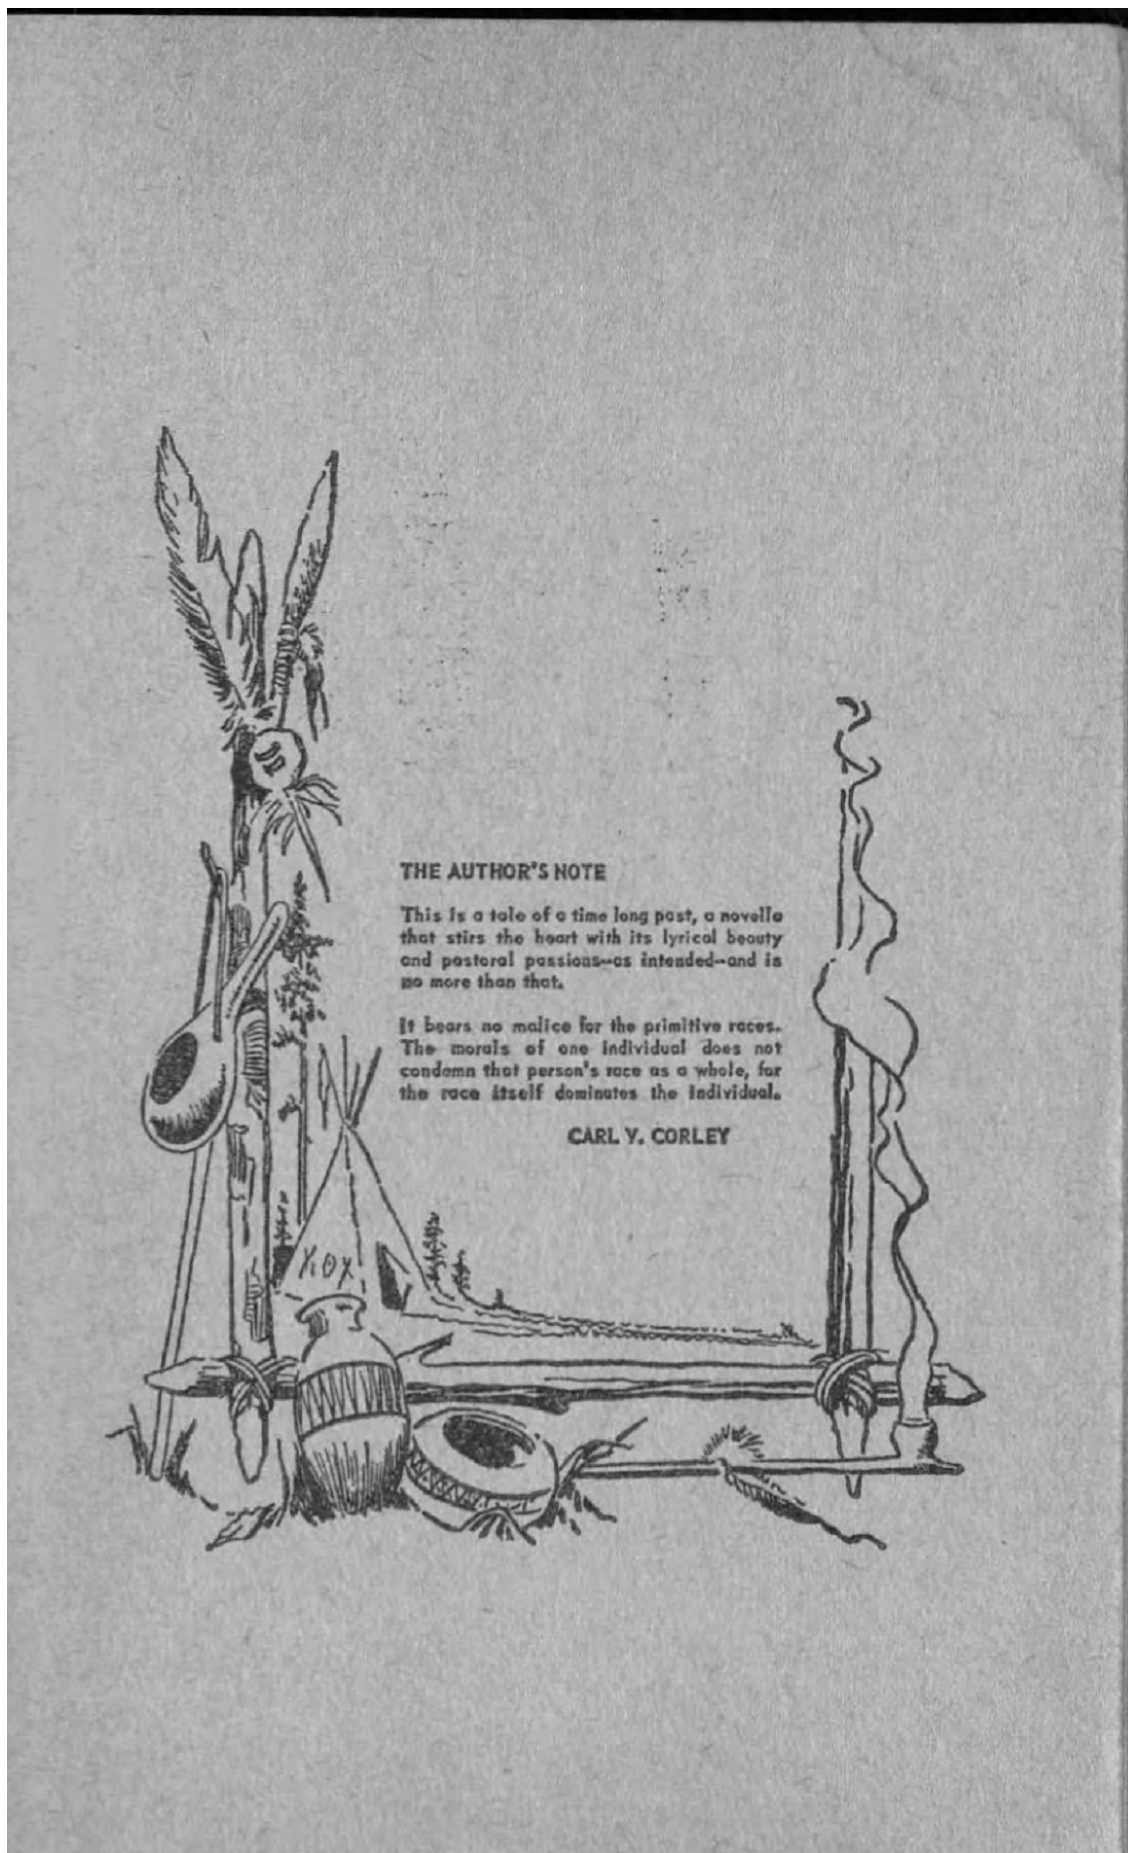 THE AUTHOR'S NOTE
This is a tale of a time long past, a novella
that stirs the heart with its lyrical beauty
and pastoral passions--as intended--and is
no more than that.
It bears no malice for the primitive races.
The morals of one individual does not
condemn that person's race as a whole, for
the race itself dominates the individual.
CARL V. CORLEY